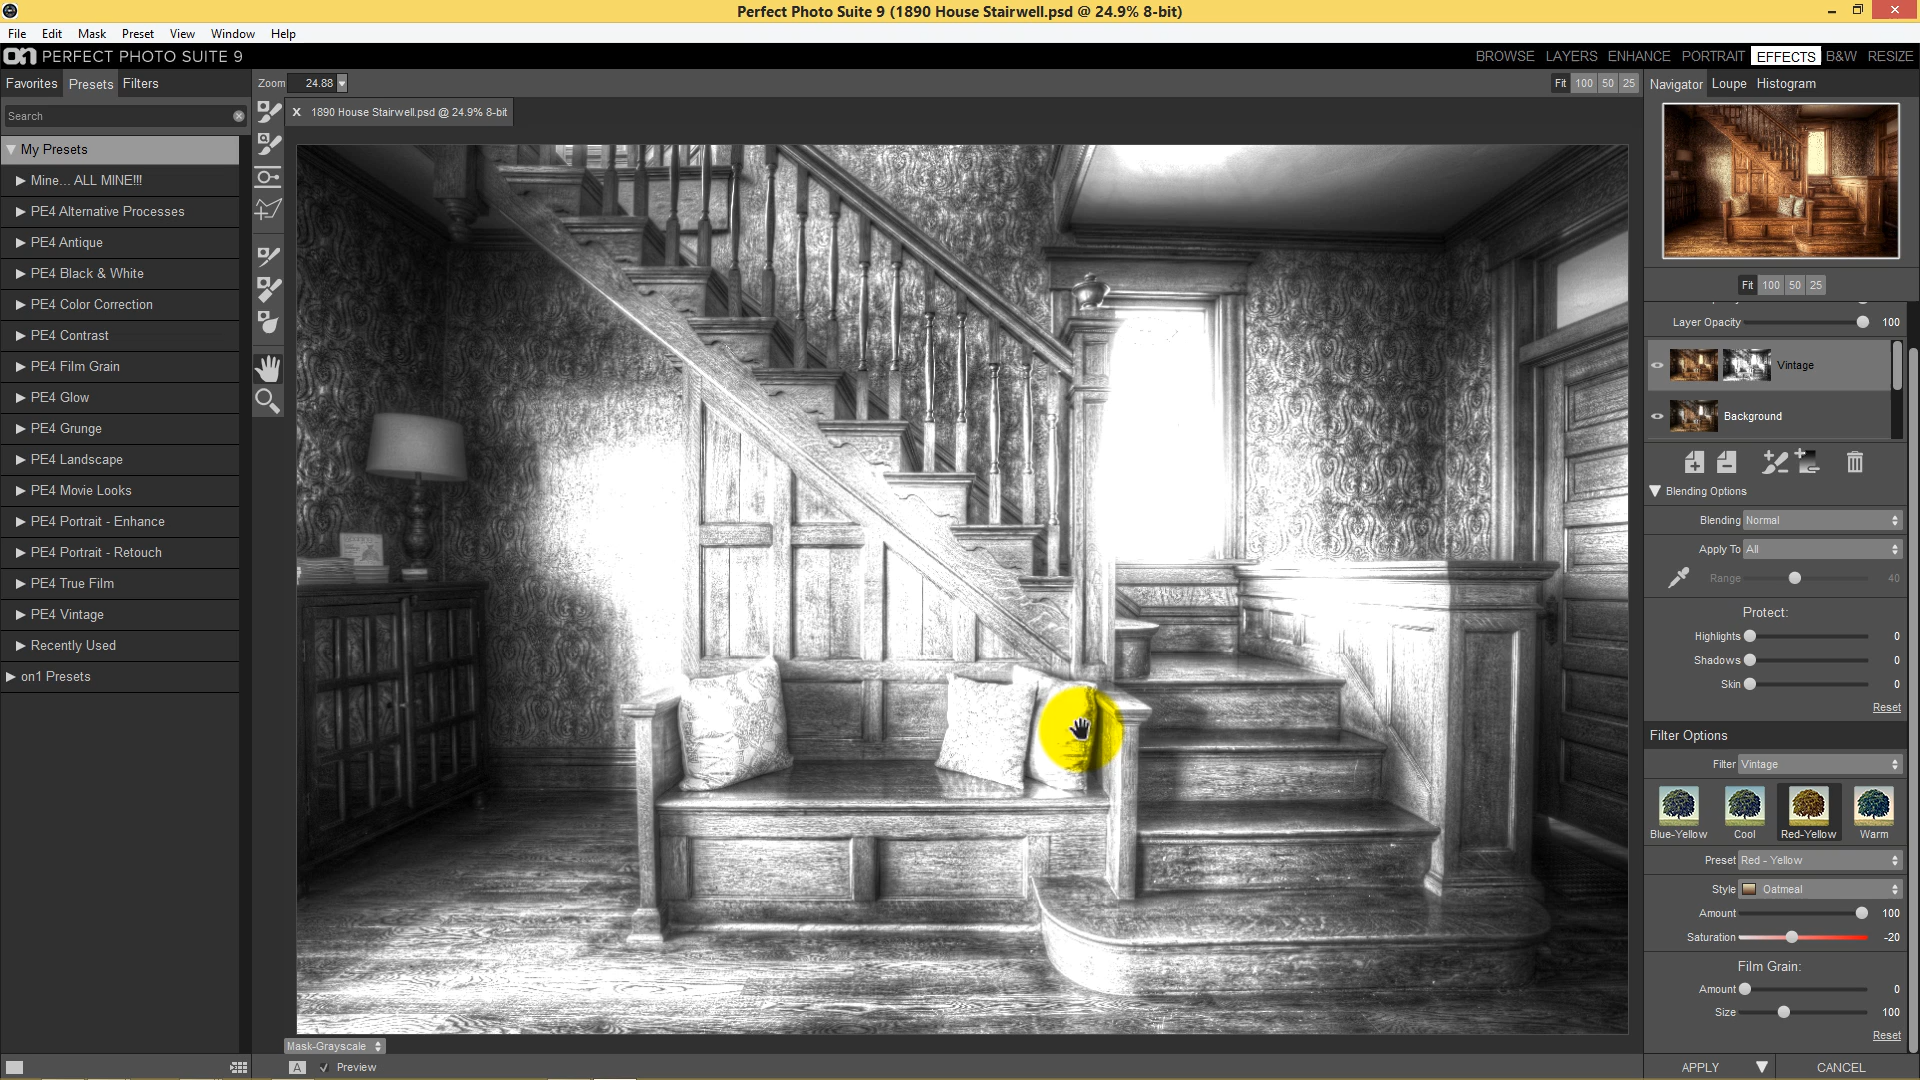 Perfect Photo Suite 9 (1890 House Stairwell.psd @ 24.9% 8-bit)
File Edit Mask Preset View Window Help
on PERFECT PHOTO SUITE 9
BROWSE LAYERS ENHANCE PORTRAIT EFFECTS B&W RESIZE
Favorites Presets Filters
Search
My Presets
Mine... ALL MINE!!!
PE4 Alternative Processes
PE4 Antique
PE4 Black & White
PE4 Color Correction
PE4 Contrast
PE4 Film Grain
PE4 Glow
PE4 Grunge
PE4 Landscape
PE4 Movie Looks
PE4 Portrait - Enhance
PE4 Portrait - Retouch
PE4 True Film
PE4 Vintage
Recently Used
on1 Presets
Zoom 24.88
Fit 100 50 25
X 1890 House Stairwell.psd @ 24.9% 8-bit
Mask-Grayscale
A Preview
Navigator Loupe Histogram
Fit 100 50 25
Layer Opacity 100
Vintage
Background
Blending Options
Blending Normal
Apply To All
Range 40
Protect:
Highlights 0
Shadows 0
Skin 0
Reset
Filter Options
Filter Vintage
Blue-Yellow Cool Red-Yellow Warm
Preset Red - Yellow
Style Oatmeal
Amount 100
Saturation -20
Film Grain:
Amount 0
Size 100
Reset
APPLY CANCEL